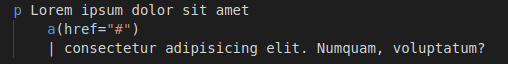 p Lorem ipsum dolor sit amet
    a(href="#")
    | consectetur adipisicing elit. Numquam, voluptatum?